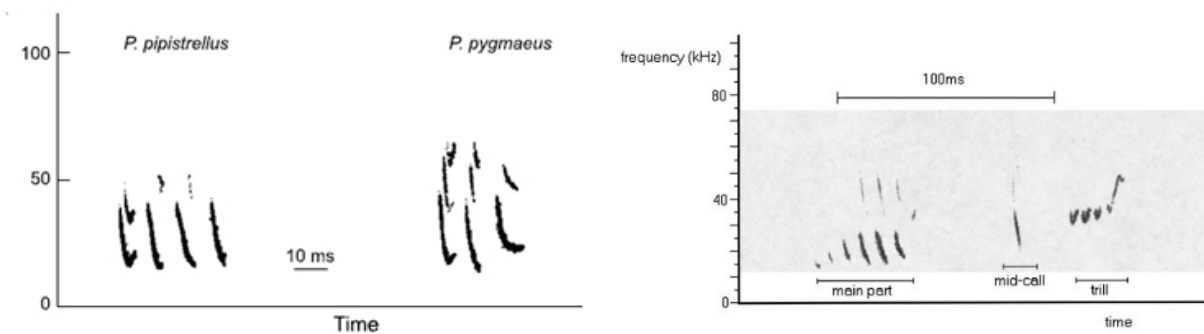 P. pipistrellus
P. pygmaeus
100
50
0
10 ms
Time
frequency (kHz)
80
40
0
100ms
main part
mid-call
trill
time